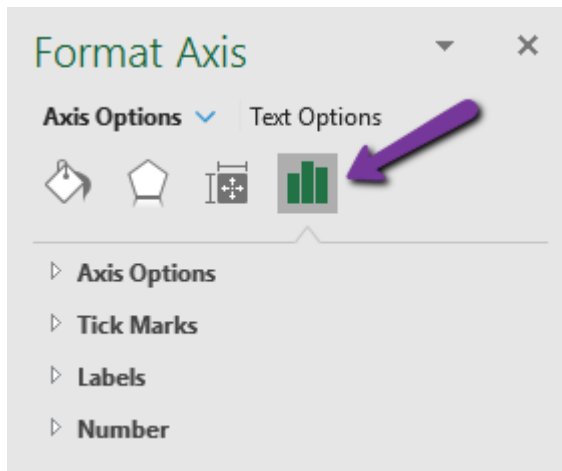 Format Axis
Axis Options Text Options
Axis Options
Tick Marks
Labels
Number